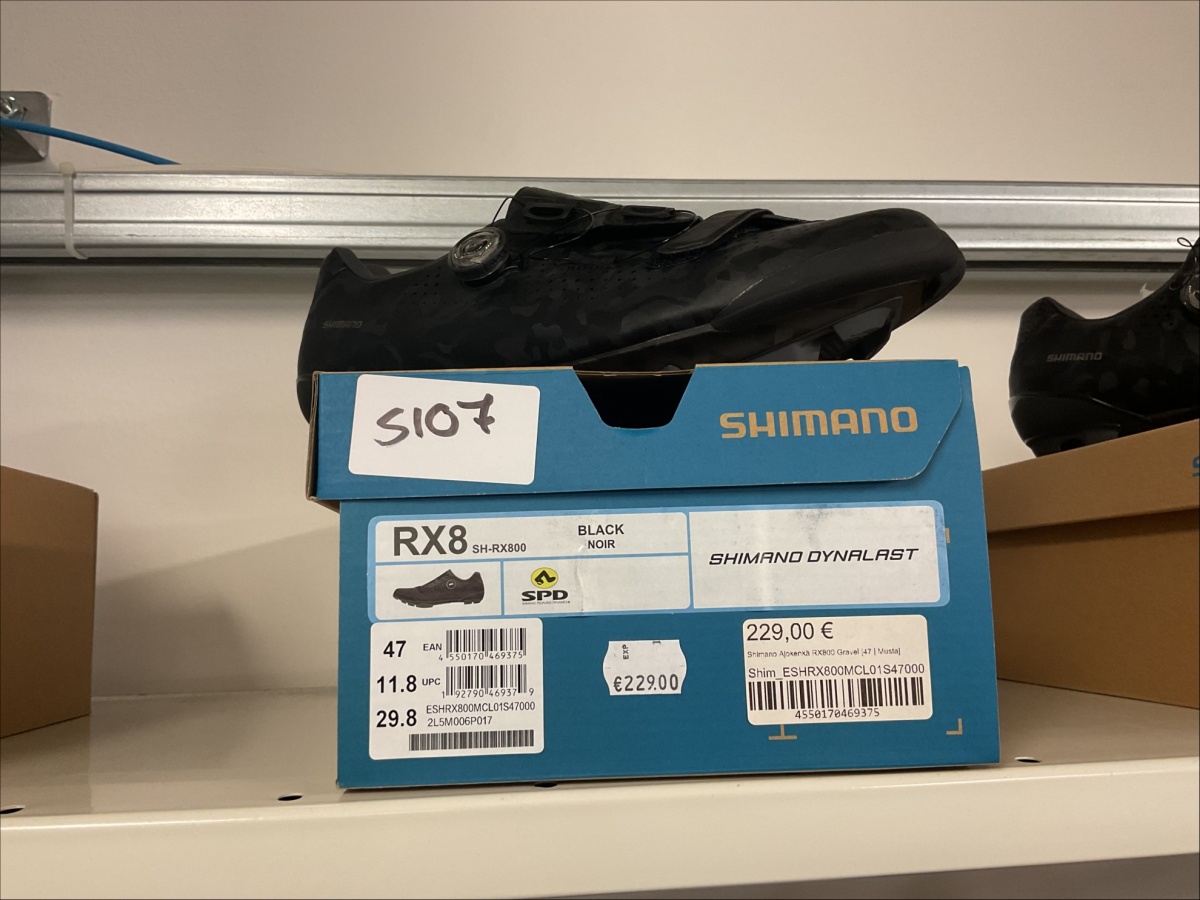 SHIMANO
SHIMANO
S107
SHIMANO
RX8 SH-RX800
BLACK
NOIR
SHIMANO DYNALAST
SPD
47 EAN
4 550170 469375
11.8 UPC
1 92790 46937 9
29.8 ESHRX800MCL01S47000
2L5M006P017
EXP
€229.00
229,00 €
Shimano Ajokenkä RX800 Gravel [47 | Musta]
Shim_ESHRX800MCL01S47000
4550170469375